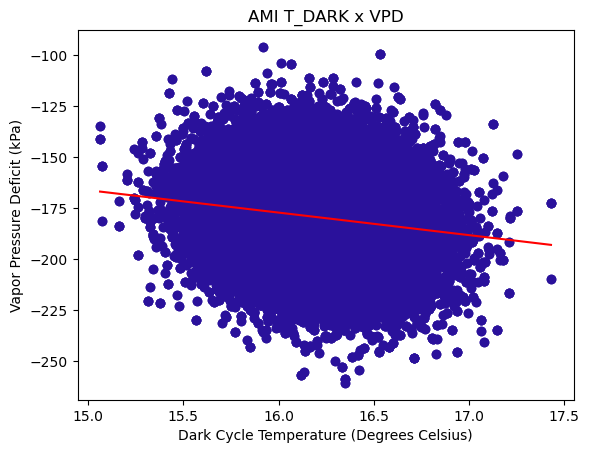 AMI T_DARK x VPD
Vapor Pressure Deficit (kPa)
−100
−125
−150
−175
−200
−225
−250
15.0 15.5 16.0 16.5 17.0 17.5
Dark Cycle Temperature (Degrees Celsius)